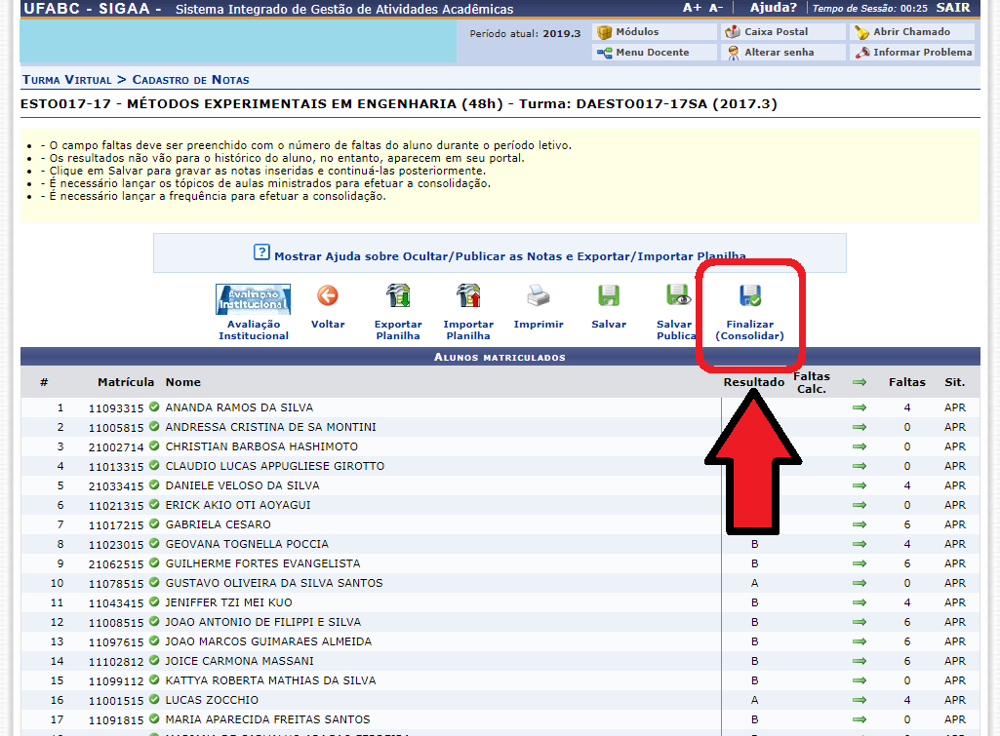 UFABC - SIGAA - Sistema Integrado de Gestão de Atividades Acadêmicas A+ A- Ajuda? Tempo de Sessão: 00:25 SAIR
Período atual: 2019.3 Módulos Caixa Postal Abrir Chamado
Menu Docente Alterar senha Informar Problema
Turma Virtual > Cadastro de Notas
ESTO017-17 - MÉTODOS EXPERIMENTAIS EM ENGENHARIA (48h) - Turma: DAESTO017-17SA (2017.3)
- O campo faltas deve ser preenchido com o número de faltas do aluno durante o período letivo.
- Os resultados não vão para o histórico do aluno, no entanto, aparecem em seu portal.
- Clique em Salvar para gravar as notas inseridas e continuá-las posteriormente.
- É necessário lançar os tópicos de aulas ministrados para efetuar a consolidação.
- É necessário lançar a frequência para efetuar a consolidação.
? Mostrar Ajuda sobre Ocultar/Publicar as Notas e Exportar/Importar Planilha
Avaliação
Institucional
Avaliação Institucional
Voltar
Exportar Planilha
Importar Planilha
Imprimir
Salvar
Salvar Publica
Finalizar (Consolidar)
Alunos matriculados
# Matrícula Nome Resultado Faltas Calc. Faltas Sit.
1 11093315 ANANDA RAMOS DA SILVA 4 APR
2 11005815 ANDRESSA CRISTINA DE SA MONTINI 0 APR
3 21002714 CHRISTIAN BARBOSA HASHIMOTO 0 APR
4 11013315 CLAUDIO LUCAS APPUGLIESE GIROTTO 0 APR
5 21033415 DANIELE VELOSO DA SILVA 4 APR
6 11021315 ERICK AKIO OTI AOYAGUI 0 APR
7 11017215 GABRIELA CESARO 6 APR
8 11023015 GEOVANA TOGNELLA POCCIA B 4 APR
9 21062515 GUILHERME FORTES EVANGELISTA B 6 APR
10 11078515 GUSTAVO OLIVEIRA DA SILVA SANTOS A 0 APR
11 11043415 JENIFFER TZI MEI KUO B 4 APR
12 11008515 JOAO ANTONIO DE FILIPPI E SILVA B 6 APR
13 11097615 JOAO MARCOS GUIMARAES ALMEIDA B 6 APR
14 11102812 JOICE CARMONA MASSANI B 6 APR
15 11099112 KATTYA ROBERTA MATHIAS DA SILVA B 0 APR
16 11001515 LUCAS ZOCCHIO A 4 APR
17 11091815 MARIA APARECIDA FREITAS SANTOS B 0 APR